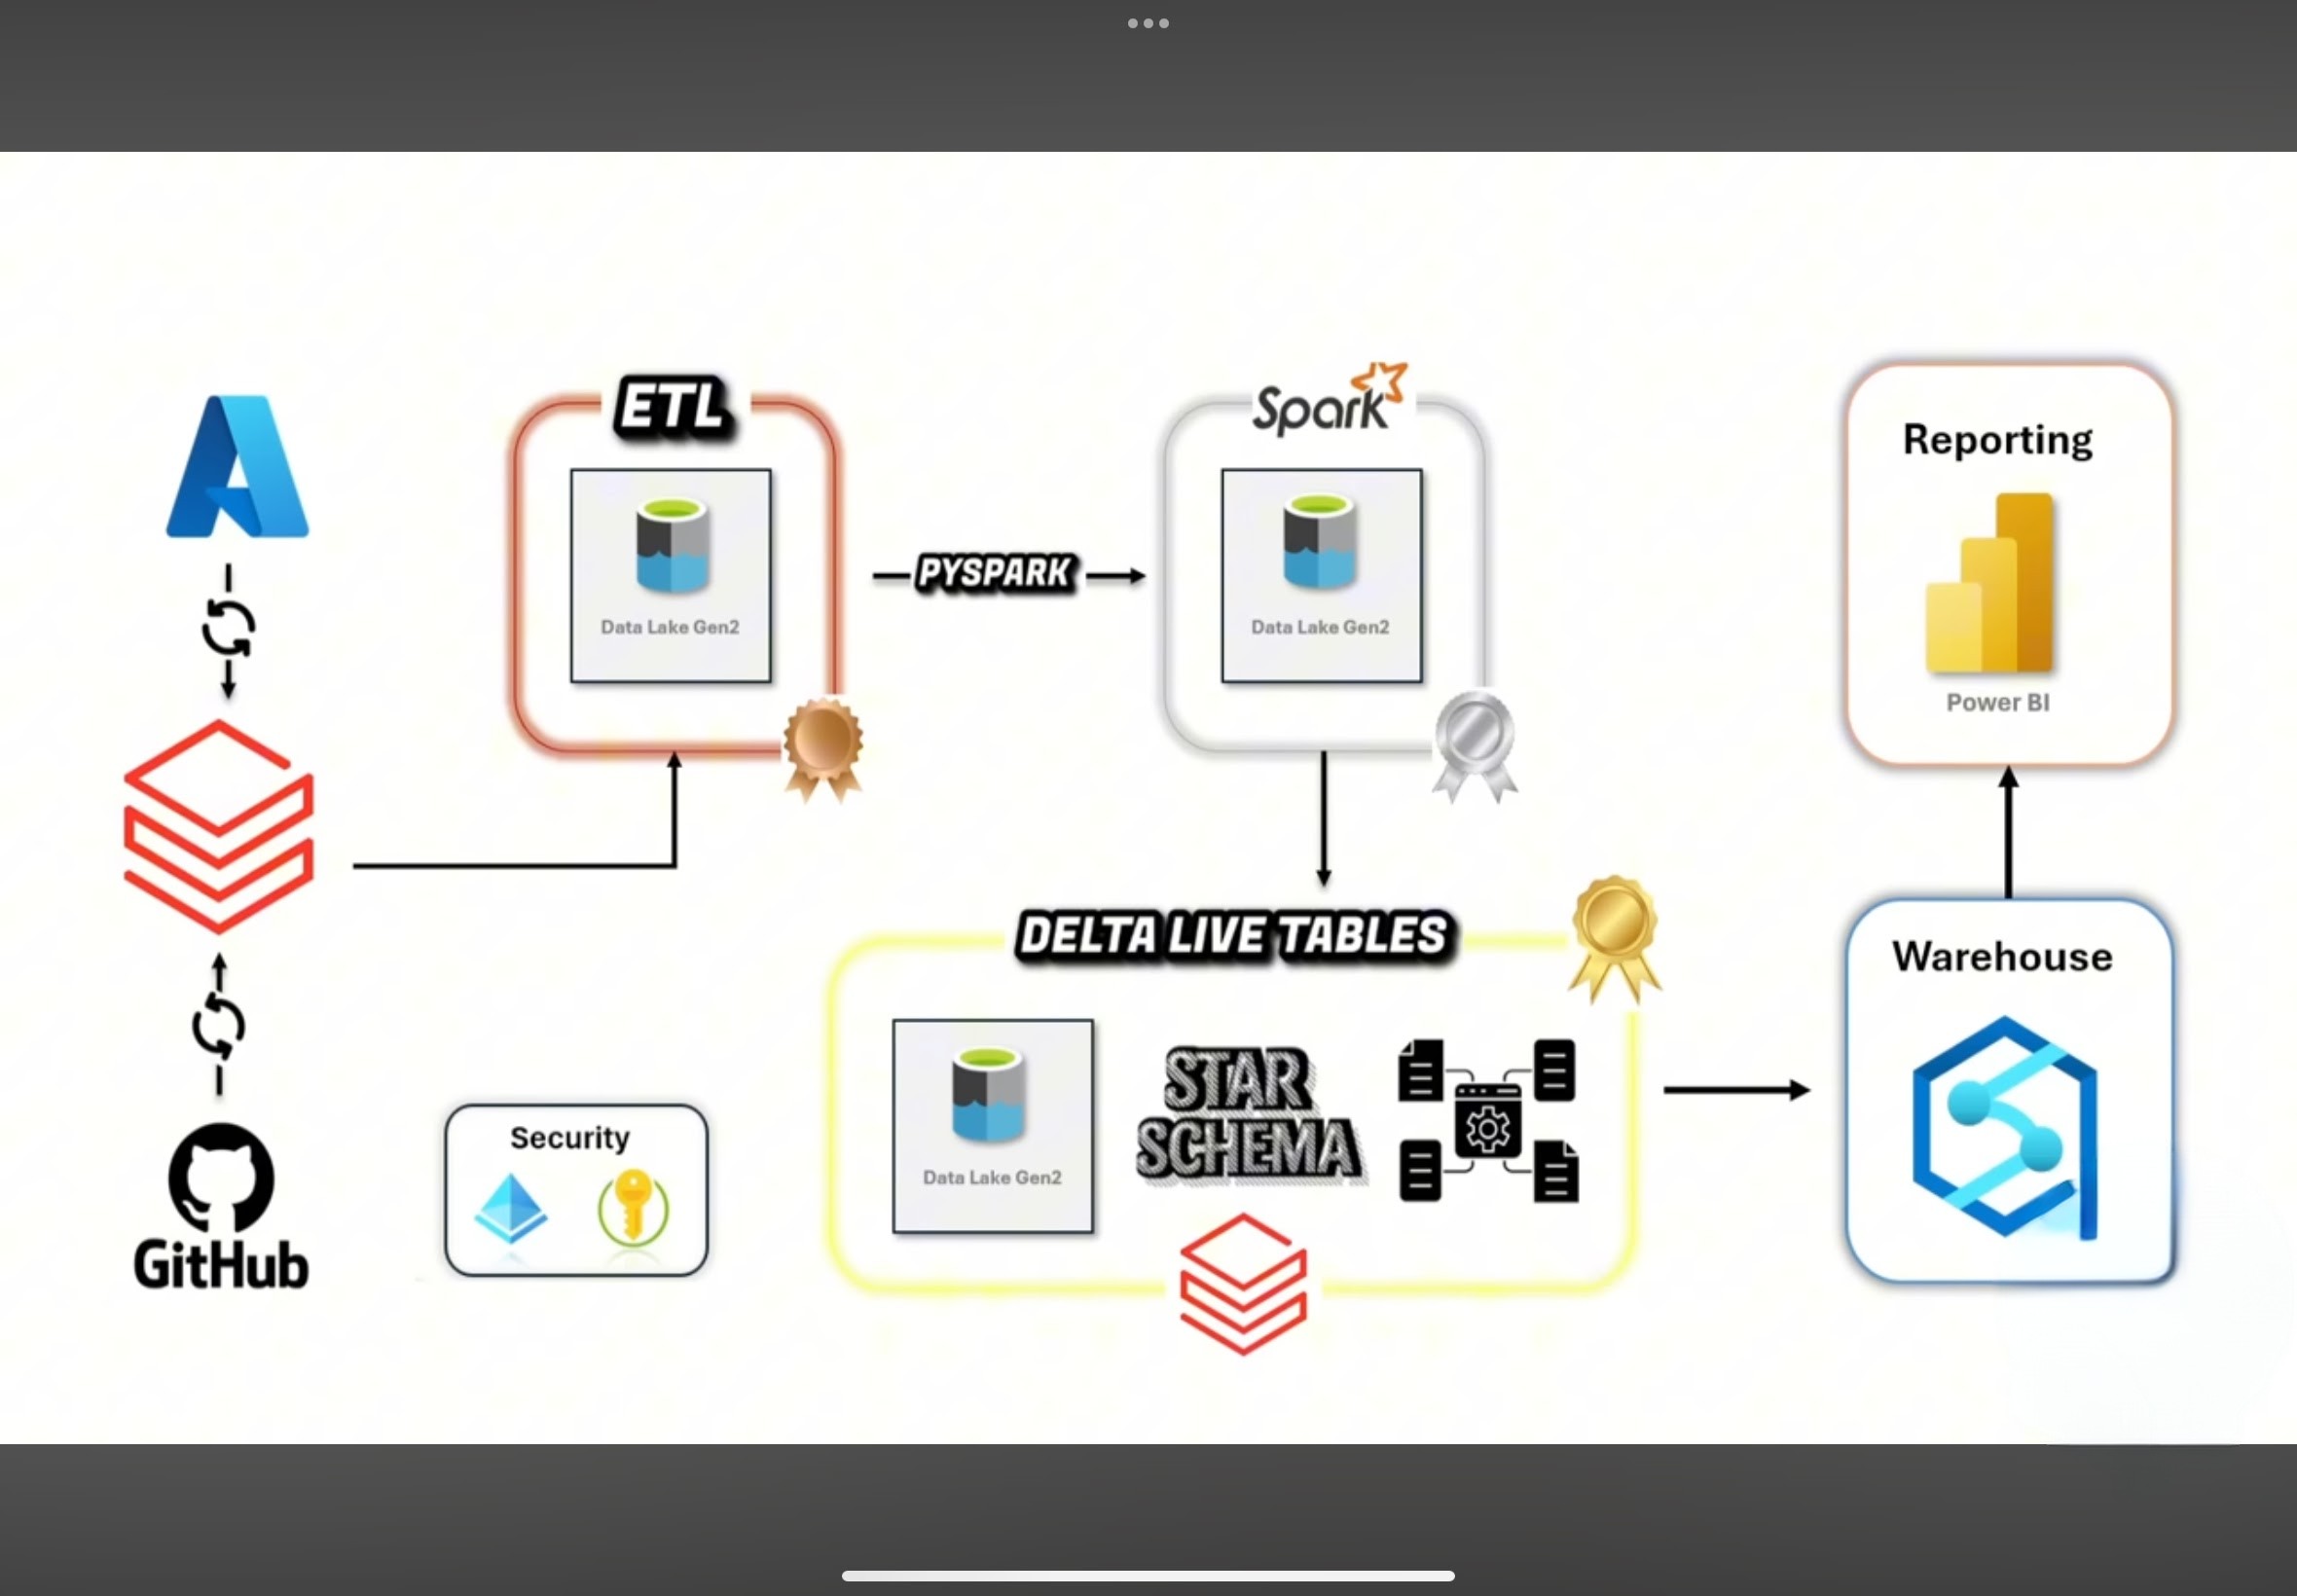 ETL
Data Lake Gen2
PYSPARK
Spark
Data Lake Gen2
Reporting
Power BI
DELTA LIVE TABLES
Data Lake Gen2
STAR
SCHEMA
Warehouse
Security
GitHub